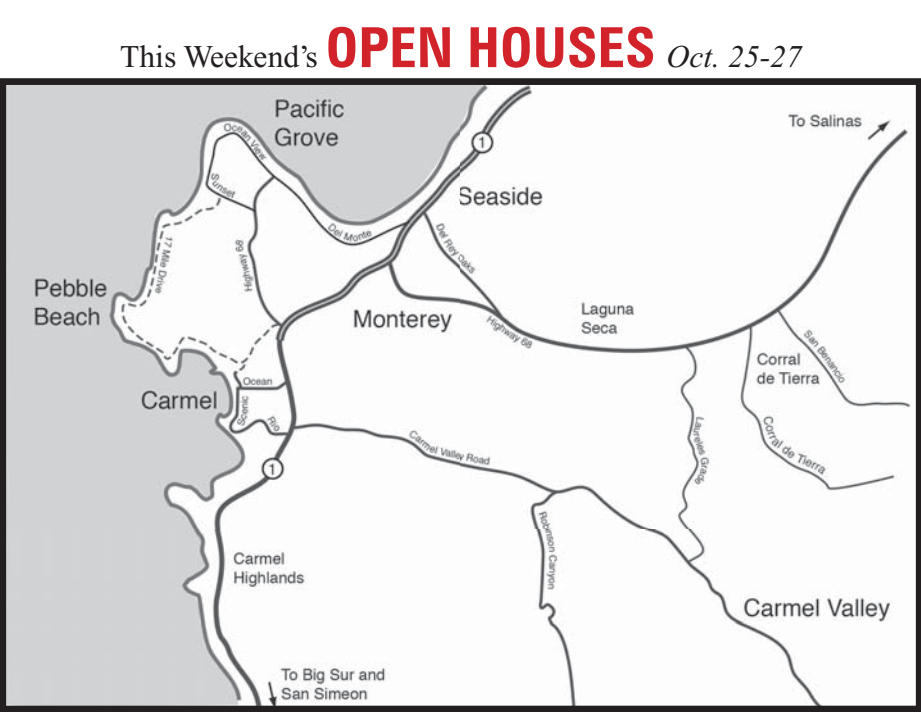 This Weekend's OPEN HOUSES Oct. 25-27
Pacific
Grove
To Salinas
Ocean View
1
Sunset
Seaside
Del Monte
Del Rey Oaks
17 Mile Drive
Highway 68
Pebble
Beach
Monterey
Laguna
Seca
Highway 68
San Benancio
Corral
de Tierra
Carmel
Ocean
Scenic
Rio
Carmel Valley Road
Laureles Grade
Corral de Tierra
1
Robinson Canyon
Carmel
Highlands
Carmel Valley
To Big Sur and
San Simeon